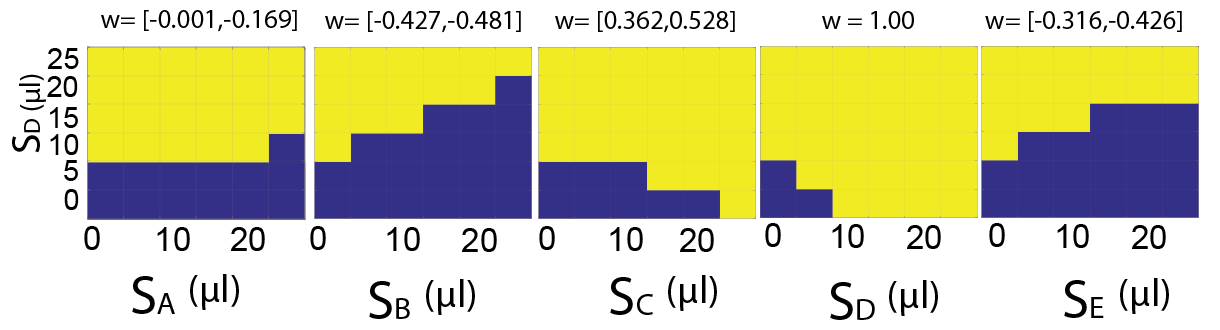 w= [-0.001,-0.169] w= [-0.427,-0.481] w= [0.362,0.528] w = 1.00 w= [-0.316,-0.426]
SD (µl)
25
20
15
10
5
0
0 10 20 0 10 20 0 10 20 0 10 20 0 10 20
SA (µl) SB (µl) SC (µl) SD (µl) SE (µl)